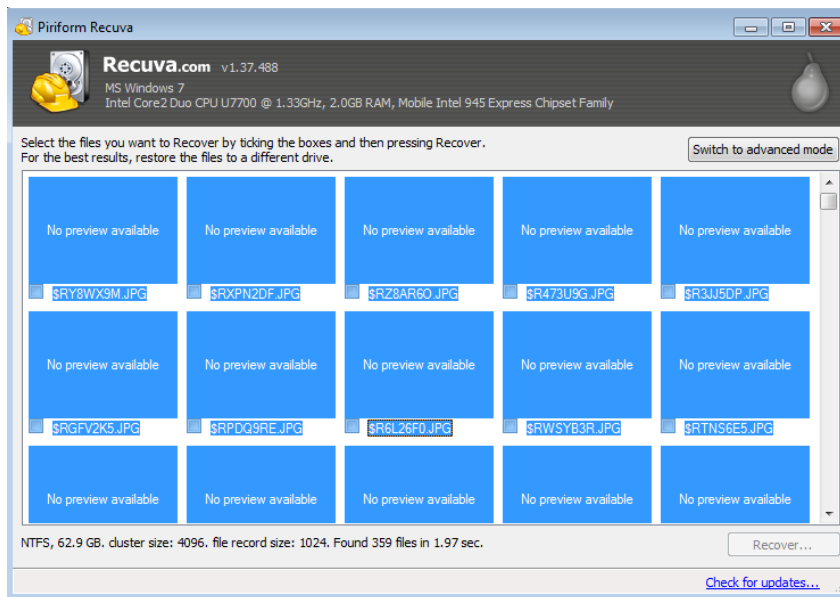 Piriform Recuva
Recuva.com v1.37.488
MS Windows 7
Intel Core2 Duo CPU U7700 @ 1.33GHz, 2.0GB RAM, Mobile Intel 945 Express Chipset Family
Select the files you want to Recover by ticking the boxes and then pressing Recover.
For the best results, restore the files to a different drive.
Switch to advanced mode
No preview available No preview available No preview available No preview available No preview available
$RY8WX9M.JPG $RXPN2DF.JPG $RZ8AR6O.JPG $R473U9G.JPG $R3JJ5DP.JPG
No preview available No preview available No preview available No preview available No preview available
$RGFV2K5.JPG $RPDQ9RE.JPG $R6L26F0.JPG $RWSYB3R.JPG $RTNS6E5.JPG
No preview available No preview available No preview available No preview available No preview available
NTFS, 62.9 GB. cluster size: 4096. file record size: 1024. Found 359 files in 1.97 sec.
Recover...
Check for updates...